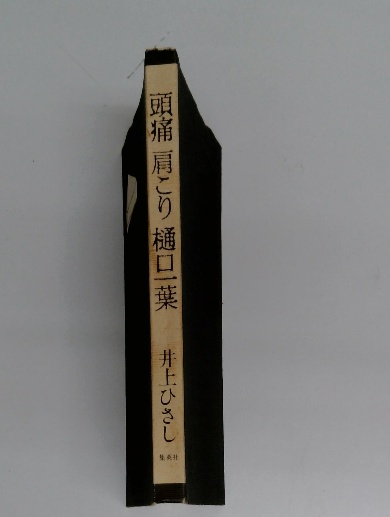 頭痛 肩こり 樋口一葉
井上ひさし
集英社